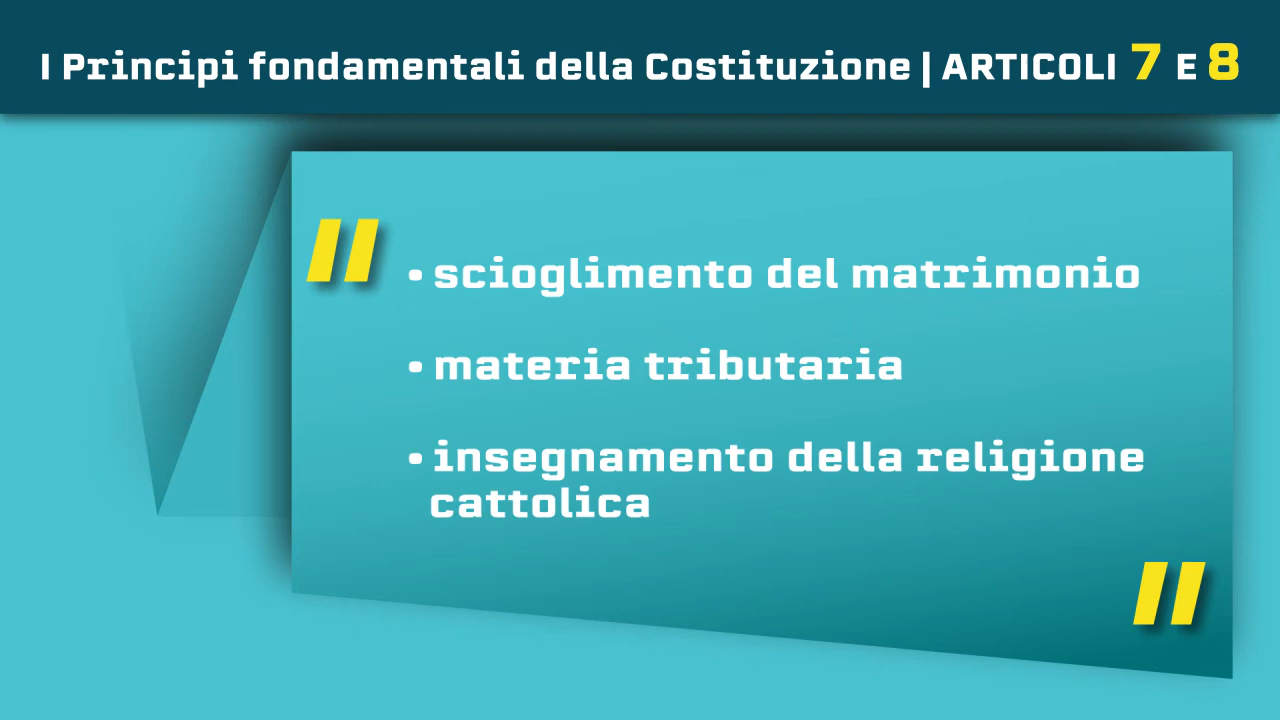 I Principi fondamentali della Costituzione | ARTICOLI 7 E 8
"
• scioglimento del matrimonio
• materia tributaria
• insegnamento della religione
cattolica
"